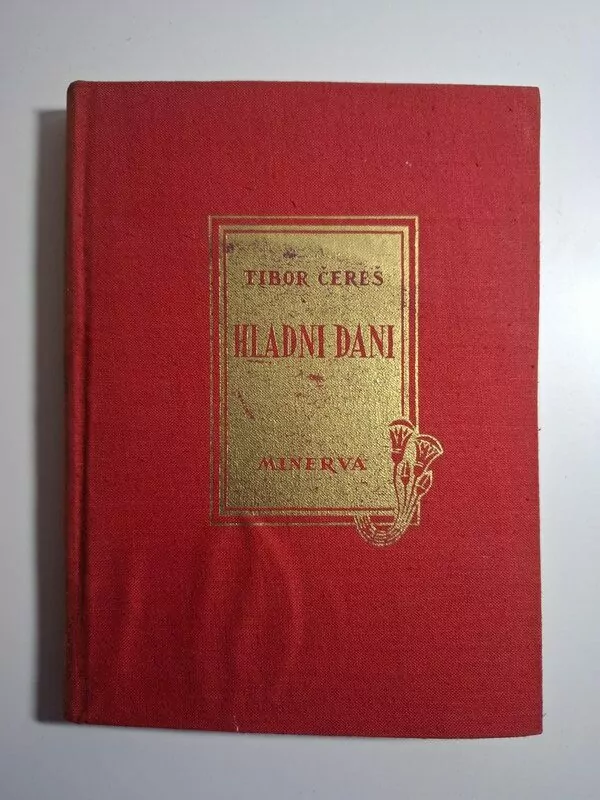 TIBOR ČEREŠ
HLADNI DANI
MINERVA